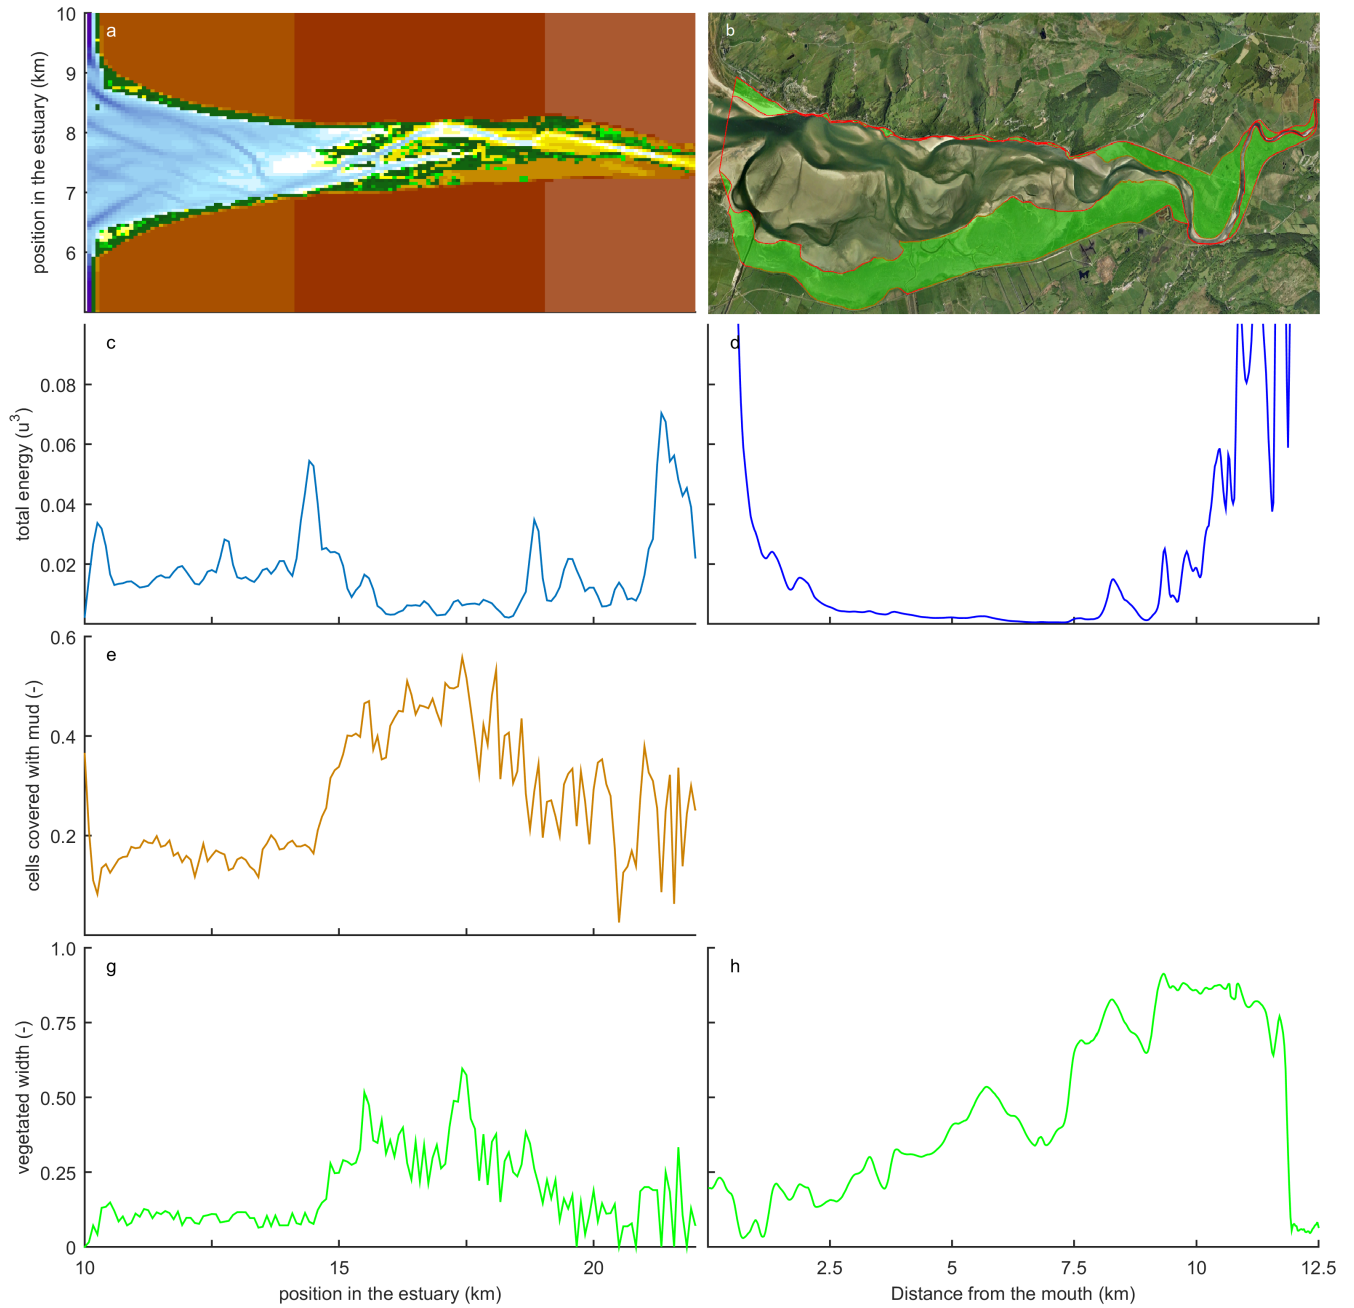 a
b
10
9
8
7
6
position in the estuary (km)
c
d
0.08
0.06
0.04
0.02
total energy (u³)
e
0.6
0.4
0.2
cells covered with mud (-)
g
h
1.0
0.75
0.50
0.25
0
vegetated width (-)
10
15
20
2.5
5
7.5
10
12.5
position in the estuary (km)
Distance from the mouth (km)